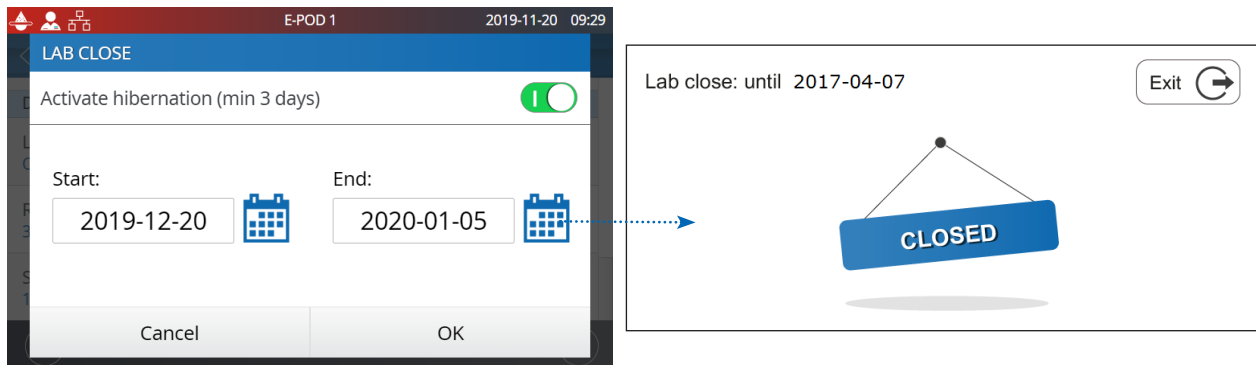 E-POD 1 2019-11-20 09:29
LAB CLOSE
Activate hibernation (min 3 days)
Start: End:
2019-12-20 2020-01-05
Cancel OK
Lab close: until 2017-04-07 Exit
CLOSED